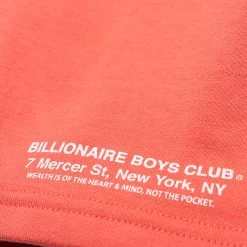 BILLIONAIRE BOYS CLUB®
7 Mercer St, New York, NY
WEALTH IS OF THE HEART & MIND, NOT THE POCKET.